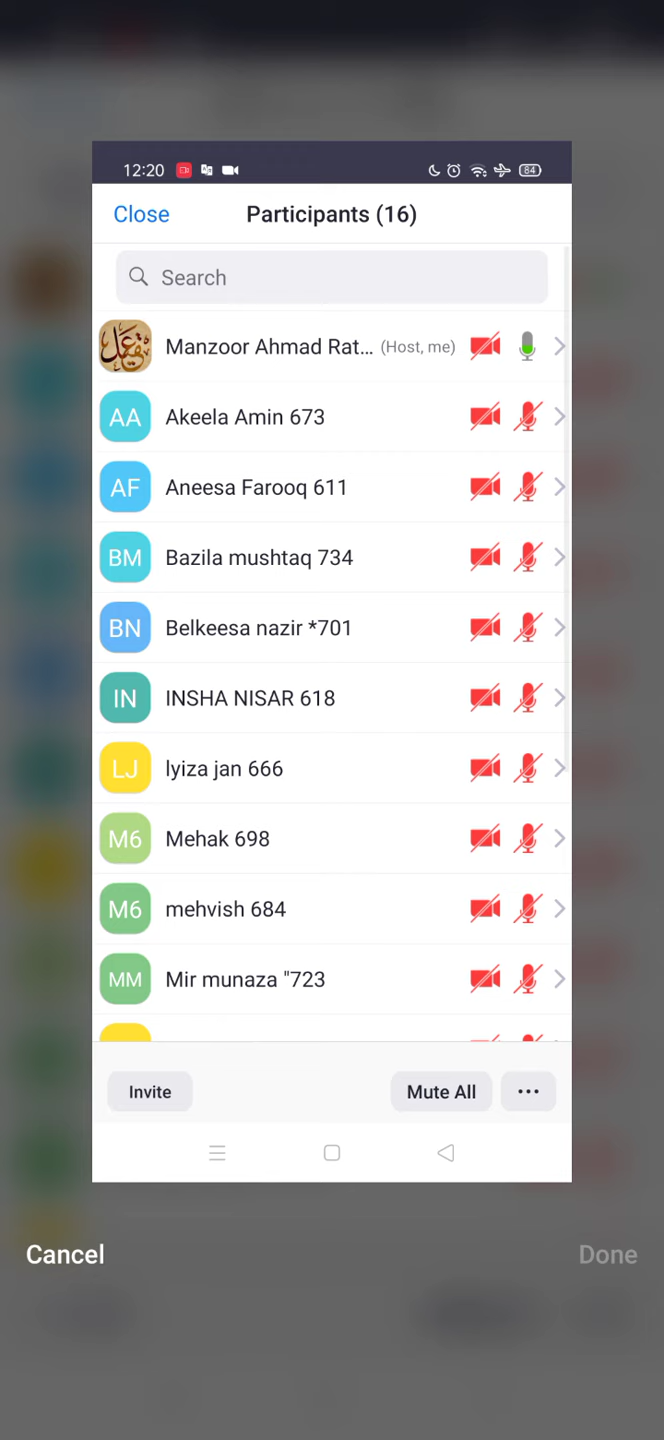 12:20
84
Close Participants (16)
Search
Manzoor Ahmad Rat... (Host, me)
AA Akeela Amin 673
AF Aneesa Farooq 611
BM Bazila mushtaq 734
BN Belkeesa nazir *701
IN INSHA NISAR 618
LJ lyiza jan 666
M6 Mehak 698
M6 mehvish 684
MM Mir munaza "723
Invite Mute All ...
Cancel Done